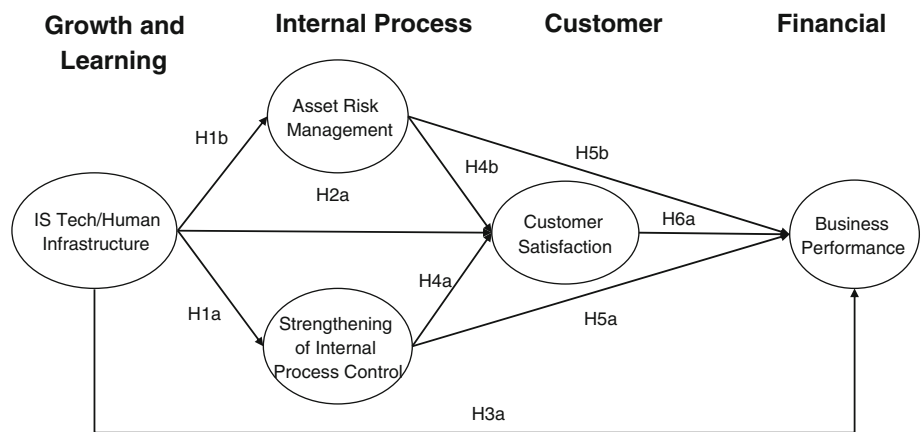 Growth and
Learning
Internal Process
Customer
Financial
Asset Risk
Management
H1b
H5b
H4b
H2a
IS Tech/Human
Infrastructure
Customer
Satisfaction
H6a
Business
Performance
H4a
H1a
H5a
Strengthening
of Internal
Process Control
H3a